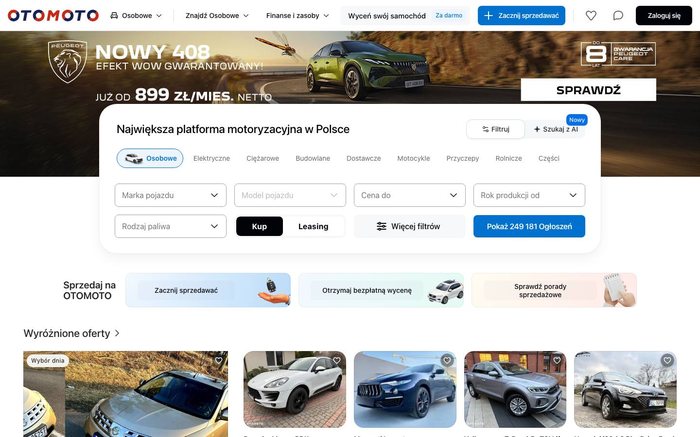 OTOMOTO
Osobowe
Znajdź Osobowe
Finanse i zasoby
Wyceń swój samochód
Za darmo
Zacznij sprzedawać
Zaloguj się
PEUGEOT
NOWY 408
EFEKT WOW GWARANTOWANY!
JUŻ OD 899 ZŁ/MIES. NETTO
DO 8 LAT
GWARANCJA
PEUGEOT
CARE
SPRAWDŹ
Największa platforma motoryzacyjna w Polsce
Filtruj
Szukaj z AI
Nowy
Osobowe
Elektryczne
Ciężarowe
Budowlane
Dostawcze
Motocykle
Przyczepy
Rolnicze
Części
Marka pojazdu
Model pojazdu
Cena do
Rok produkcji od
Rodzaj paliwa
Kup
Leasing
Więcej filtrów
Pokaż 249 181 Ogłoszeń
Sprzedaj na
OTOMOTO
Zacznij sprzedawać
Otrzymaj bezpłatną wycenę
Sprawdź porady
sprzedażowe
Wyróżnione oferty
Wybór dnia